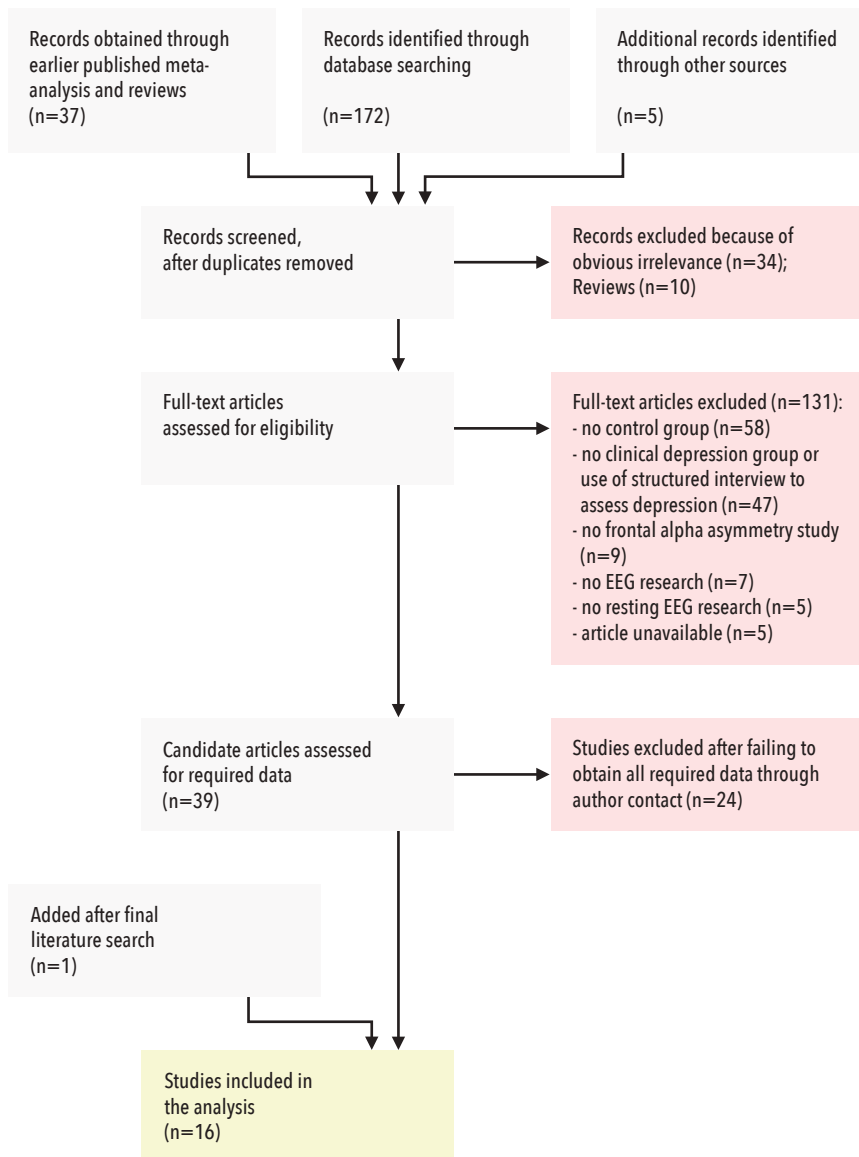 Records obtained through
earlier published meta-
analysis and reviews
(n=37)
Records identified through
database searching
(n=172)
Additional records identified
through other sources
(n=5)
Records screened,
after duplicates removed
Records excluded because of
obvious irrelevance (n=34);
Reviews (n=10)
Full-text articles
assessed for eligibility
Full-text articles excluded (n=131):
- no control group (n=58)
- no clinical depression group or
use of structured interview to
assess depression (n=47)
- no frontal alpha asymmetry study
(n=9)
- no EEG research (n=7)
- no resting EEG research (n=5)
- article unavailable (n=5)
Candidate articles assessed
for required data
(n=39)
Studies excluded after failing to
obtain all required data through
author contact (n=24)
Added after final
literature search
(n=1)
Studies included in
the analysis
(n=16)